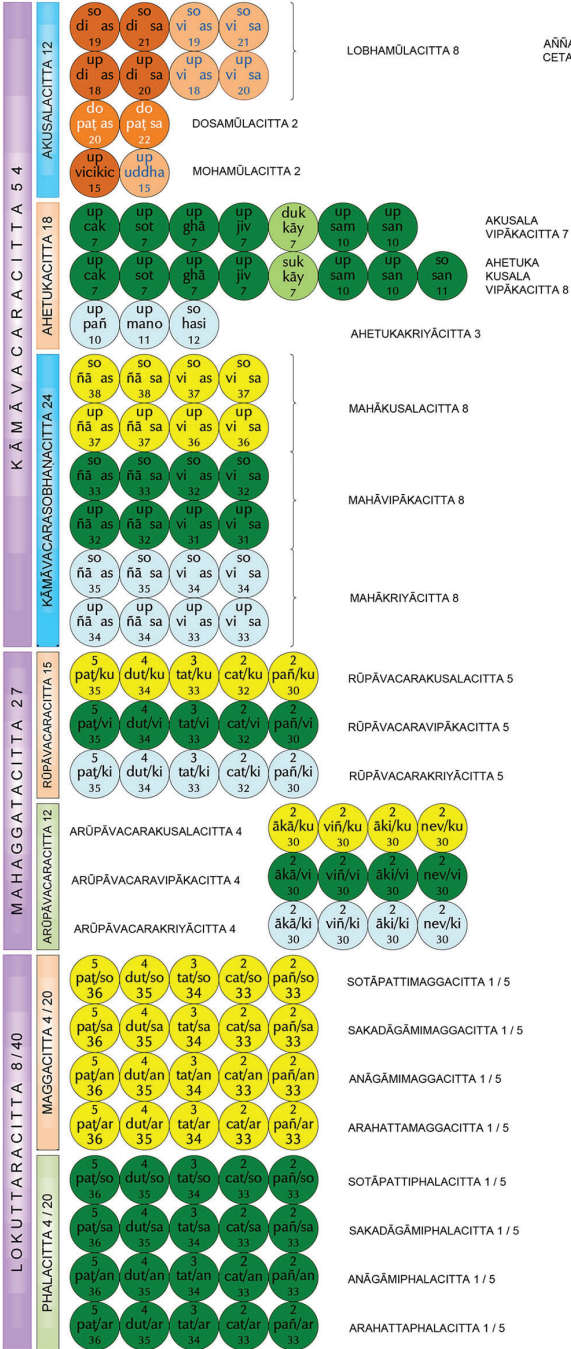 KĀMĀVACARACITTA 54
AKUSALACITTA 12
so so so so
di as di sa vi as vi sa
19 21 19 21
up up up up
di as di sa vi as vi sa
18 20 18 20
LOBHAMŪLACITTA 8
AÑÑA
CETA
do do
paṭ as paṭ sa
20 22
DOSAMŪLACITTA 2
up up
vicikic uddha
15 15
MOHAMŪLACITTA 2
AHETUKACITTA 18
up up up up duk up up
cak sot ghā jiv kāy sam san
7 7 7 7 7 10 10
AKUSALA
VIPĀKACITTA 7
up up up up suk up up so
cak sot ghā jiv kāy sam san san
7 7 7 7 7 10 10 11
AHETUKA
KUSALA
VIPĀKACITTA 8
up up so
pañ mano hasi
10 11 12
AHETUKAKRIYĀCITTA 3
KĀMĀVACARASOBHAṆACITTA 24
so so so so
ñā as ñā sa vi as vi sa
38 38 37 37
up up up up
ñā as ñā sa vi as vi sa
37 37 36 36
MAHĀKUSALACITTA 8
so so so so
ñā as ñā sa vi as vi sa
33 33 32 32
up up up up
ñā as ñā sa vi as vi sa
32 32 31 31
MAHĀVIPĀKACITTA 8
so so so so
ñā as ñā sa vi as vi sa
35 35 34 34
up up up up
ñā as ñā sa vi as vi sa
34 34 33 33
MAHĀKRIYĀCITTA 8
MAHAGGATACITTA 27
RŪPĀVACARACITTA 15
5 4 3 2 2
paṭ/ku dut/ku tat/ku cat/ku pañ/ku
35 34 33 32 30
RŪPĀVACARAKUSALACITTA 5
5 4 3 2 2
paṭ/vi dut/vi tat/vi cat/vi pañ/vi
35 34 33 32 30
RŪPĀVACARAVIPĀKACITTA 5
5 4 3 2 2
paṭ/ki dut/ki tat/ki cat/ki pañ/ki
35 34 33 32 30
RŪPĀVACARAKRIYĀCITTA 5
ARŪPĀVACARACITTA 12
ARŪPĀVACARAKUSALACITTA 4
2 2 2 2
ākā/ku viñ/ku āki/ku nev/ku
30 30 30 30
ARŪPĀVACARAVIPĀKACITTA 4
2 2 2 2
ākā/vi viñ/vi āki/vi nev/vi
30 30 30 30
ARŪPĀVACARAKRIYĀCITTA 4
2 2 2 2
ākā/ki viñ/ki āki/ki nev/ki
30 30 30 30
LOKUTTARACITTA 8/40
MAGGACITTA 4 / 20
5 4 3 2 2
paṭ/so dut/so tat/so cat/so pañ/so
36 35 34 33 33
SOTĀPATTIMAGGACITTA 1 / 5
5 4 3 2 2
paṭ/sa dut/sa tat/sa cat/sa pañ/sa
36 35 34 33 33
SAKADĀGĀMIMAGGACITTA 1 / 5
5 4 3 2 2
paṭ/an dut/an tat/an cat/an pañ/an
36 35 34 33 33
ANĀGĀMIMAGGACITTA 1 / 5
5 4 3 2 2
paṭ/ar dut/ar tat/ar cat/ar pañ/ar
36 35 34 33 33
ARAHATTAMAGGACITTA 1 / 5
PHALACITTA 4 / 20
5 4 3 2 2
paṭ/so dut/so tat/so cat/so pañ/so
36 35 34 33 33
SOTĀPATTIPHALACITTA 1 / 5
5 4 3 2 2
paṭ/sa dut/sa tat/sa cat/sa pañ/sa
36 35 34 33 33
SAKADĀGĀMIPHALACITTA 1 / 5
5 4 3 2 2
paṭ/an dut/an tat/an cat/an pañ/an
36 35 34 33 33
ANĀGĀMIPHALACITTA 1 / 5
5 4 3 2 2
paṭ/ar dut/ar tat/ar cat/ar pañ/ar
36 35 34 33 33
ARAHATTAPHALACITTA 1 / 5